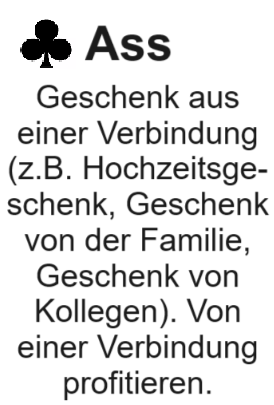 ♣ Ass
Geschenk aus
einer Verbindung
(z.B. Hochzeitsge-
schenk, Geschenk
von der Familie,
Geschenk von
Kollegen). Von
einer Verbindung
profitieren.